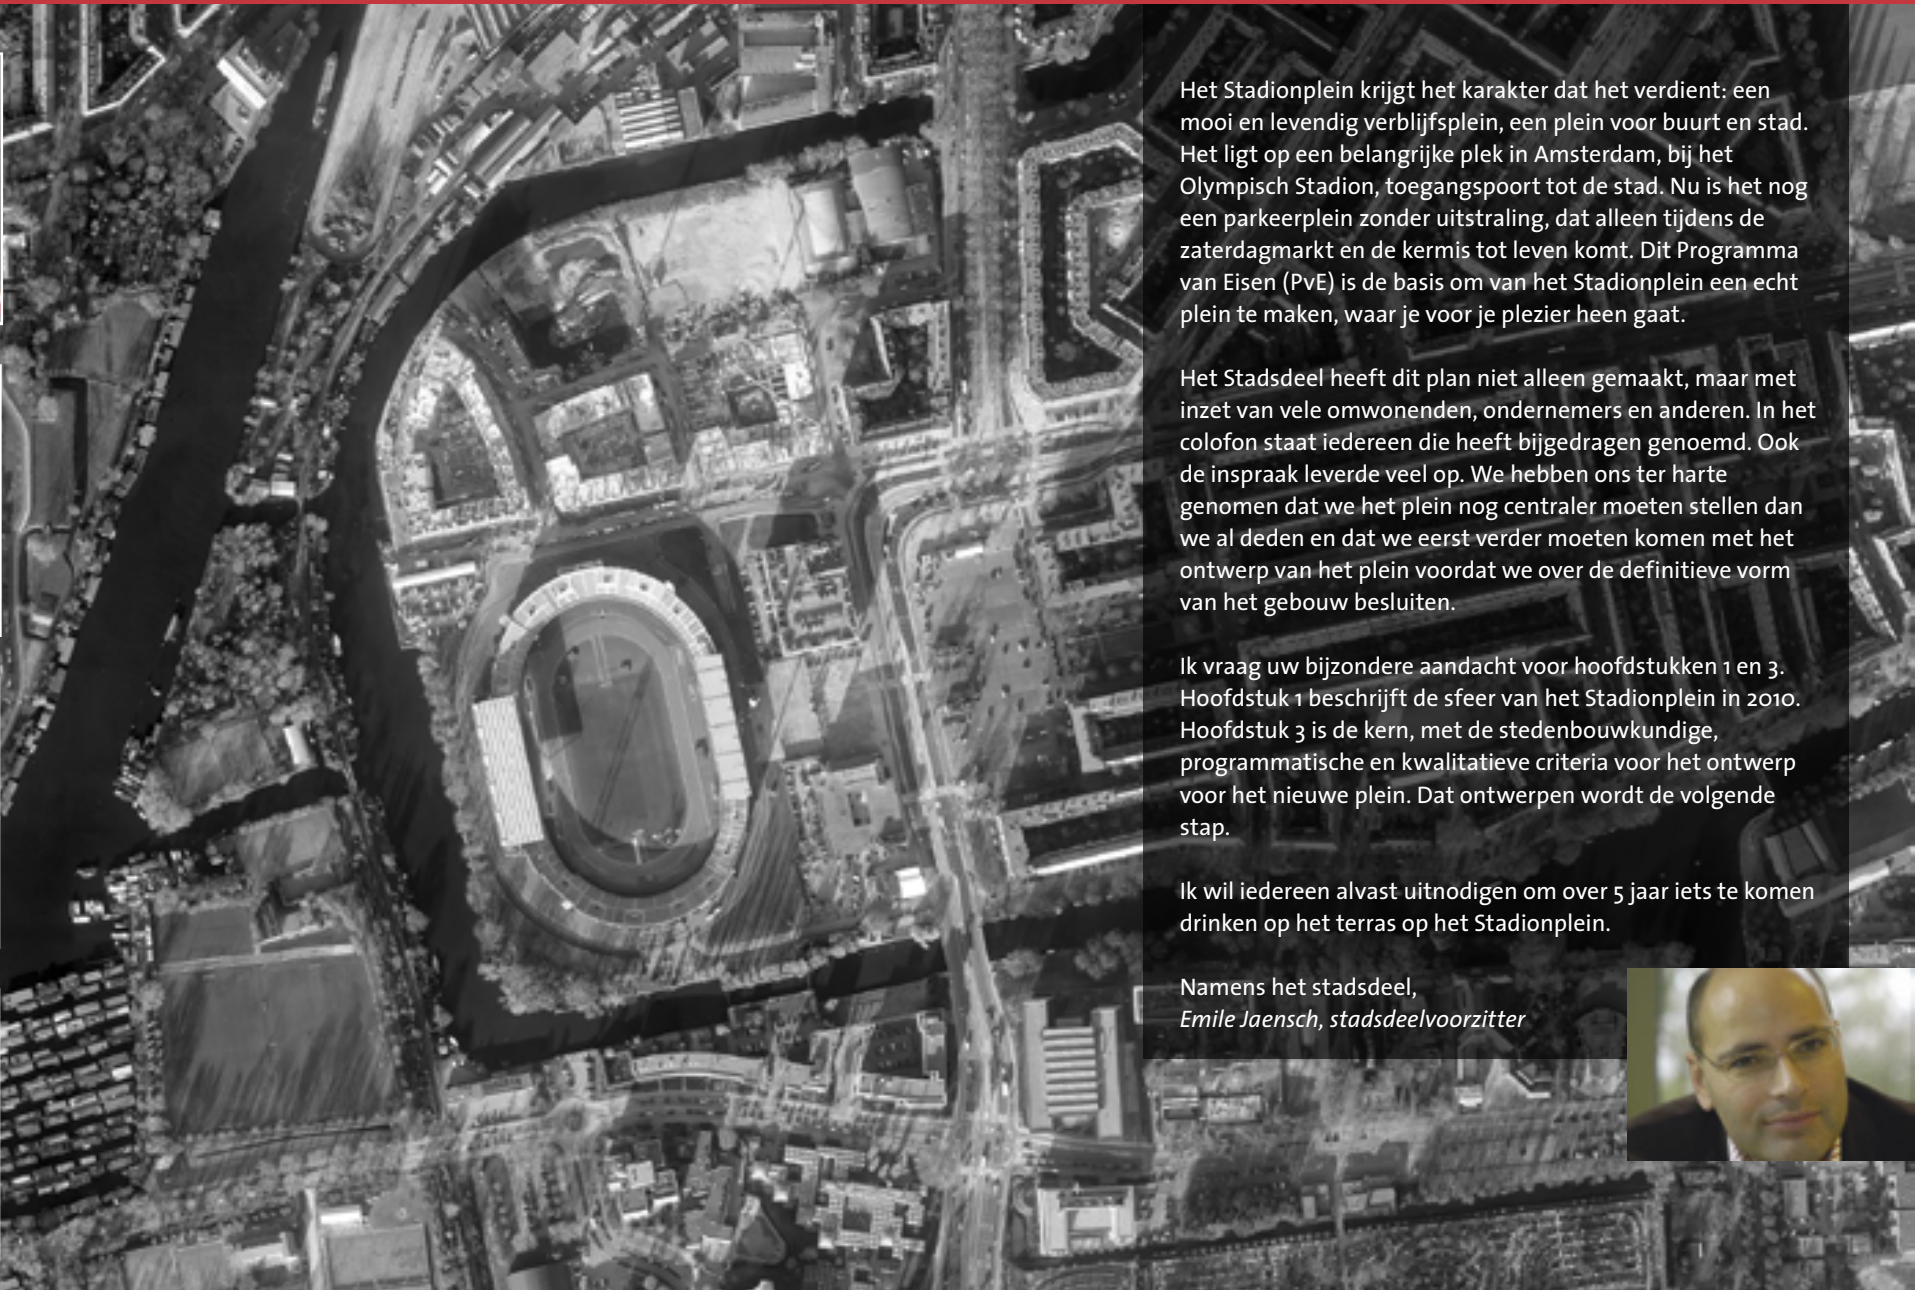 Het Stadionplein krijgt het karakter dat het verdient: een
mooi en levendig verblijfsplein, een plein voor buurt en stad.
Het ligt op een belangrijke plek in Amsterdam, bij het
Olympisch Stadion, toegangspoort tot de stad. Nu is het nog
een parkeerplein zonder uitstraling, dat alleen tijdens de
zaterdagmarkt en de kermis tot leven komt. Dit Programma
van Eisen (PvE) is de basis om van het Stadionplein een echt
plein te maken, waar je voor je plezier heen gaat.

Het Stadsdeel heeft dit plan niet alleen gemaakt, maar met
inzet van vele omwonenden, ondernemers en anderen. In het
colofon staat iedereen die heeft bijgedragen genoemd. Ook
de inspraak leverde veel op. We hebben ons ter harte
genomen dat we het plein nog centraler moeten stellen dan
we al deden en dat we eerst verder moeten komen met het
ontwerp van het plein voordat we over de definitieve vorm
van het gebouw besluiten.

Ik vraag uw bijzondere aandacht voor hoofdstukken 1 en 3.
Hoofdstuk 1 beschrijft de sfeer van het Stadionplein in 2010.
Hoofdstuk 3 is de kern, met de stedenbouwkundige,
programmatische en kwalitatieve criteria voor het ontwerp
voor het nieuwe plein. Dat ontwerpen wordt de volgende
stap.

Ik wil iedereen alvast uitnodigen om over 5 jaar iets te komen
drinken op het terras op het Stadionplein.

Namens het stadsdeel,
Emile Jaensch, stadsdeelvoorzitter